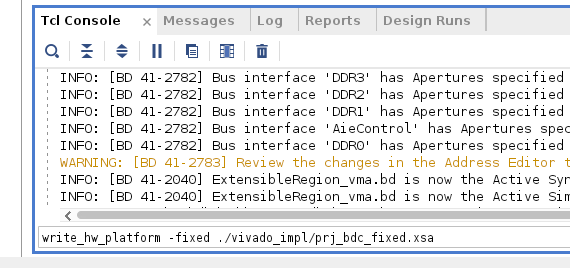 Tcl Console × Messages Log Reports Design Runs
INFO: [BD 41-2782] Bus interface 'DDR3' has Apertures specified
INFO: [BD 41-2782] Bus interface 'DDR2' has Apertures specified
INFO: [BD 41-2782] Bus interface 'DDR1' has Apertures specified
INFO: [BD 41-2782] Bus interface 'AieControl' has Apertures spec
INFO: [BD 41-2782] Bus interface 'DDR0' has Apertures specified
WARNING: [BD 41-2783] Review the changes in the Address Editor t
INFO: [BD 41-2040] ExtensibleRegion_vma.bd is now the Active Syn
INFO: [BD 41-2040] ExtensibleRegion_vma.bd is now the Active Sim
write_hw_platform -fixed ./vivado_impl/prj_bdc_fixed.xsa